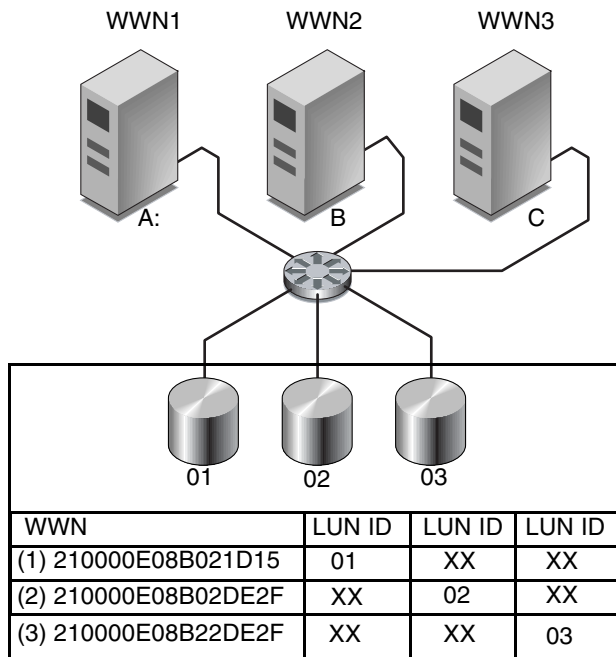 WWN1 WWN2 WWN3
A: B C
01 02 03
WWN LUN ID LUN ID LUN ID
(1) 210000E08B021D15 01 XX XX
(2) 210000E08B02DE2F XX 02 XX
(3) 210000E08B22DE2F XX XX 03